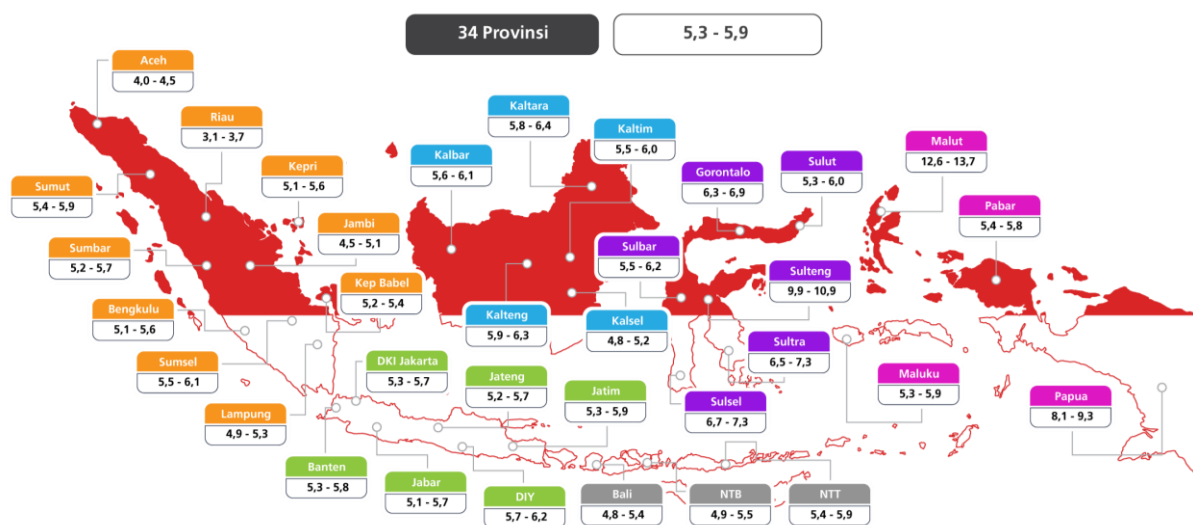 34 Provinsi
5,3 - 5,9
Aceh
4,0 - 4,5
Riau
3,1 - 3,7
Kepri
5,1 - 5,6
Sumut
5,4 - 5,9
Jambi
4,5 - 5,1
Sumbar
5,2 - 5,7
Kep Babel
5,2 - 5,4
Bengkulu
5,1 - 5,6
Sumsel
5,5 - 6,1
Lampung
4,9 - 5,3
Kaltara
5,8 - 6,4
Kaltim
5,5 - 6,0
Kalbar
5,6 - 6,1
Kalteng
5,9 - 6,3
Kalsel
4,8 - 5,2
Gorontalo
6,3 - 6,9
Sulut
5,3 - 6,0
Sulbar
5,5 - 6,2
Sulteng
9,9 - 10,9
Sultra
6,5 - 7,3
Sulsel
6,7 - 7,3
Malut
12,6 - 13,7
Pabar
5,4 - 5,8
Maluku
5,3 - 5,9
Papua
8,1 - 9,3
DKI Jakarta
5,3 - 5,7
Jateng
5,2 - 5,7
Jatim
5,3 - 5,9
Banten
5,3 - 5,8
Jabar
5,1 - 5,7
DIY
5,7 - 6,2
Bali
4,8 - 5,4
NTB
4,9 - 5,5
NTT
5,4 - 5,9